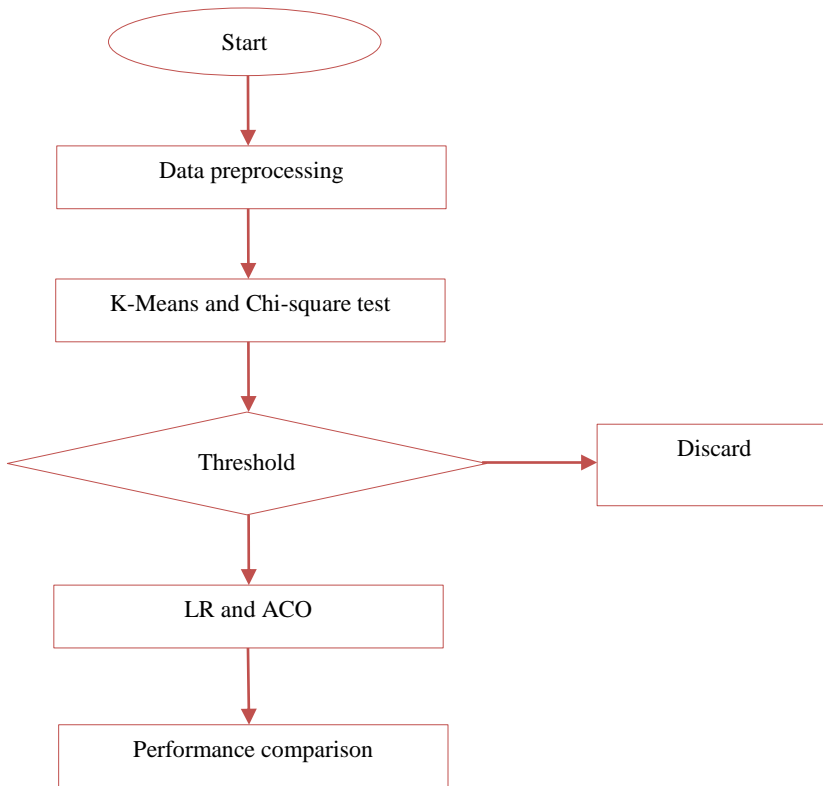 Start
Data preprocessing
K-Means and Chi-square test
Threshold
Discard
LR and ACO
Performance comparison